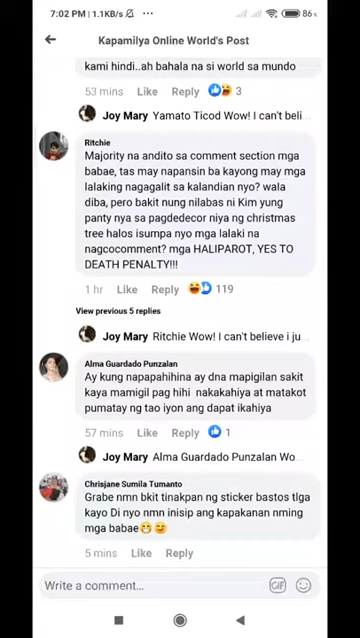 7:02 PM | 1.1KB/s
86
Kapamilya Online World's Post
kami hindi..ah bahala na si world sa mundo
53 mins Like Reply 3
Joy Mary Yamato Ticod Wow! I can't beli...
Ritchie
Majority na andito sa comment section mga
babae, tas may napansin ba kayong may mga
lalaking nagagalit sa kalandian nyo? wala
diba, pero bakit nung nilabas ni Kim yung
panty nya sa pagdedecor niya ng christmas
tree halos isumpa nyo mga lalaki na
nagcocomment? mga HALIPAROT, YES TO
DEATH PENALTY!!!
1 hr Like Reply 119
View previous 5 replies
Joy Mary Ritchie Wow! I can't believe i ju...
Alma Guardado Punzalan
Ay kung napapahihina ay dna mapigilan sakit
kaya mamigil pag hihi nakakahiya at matakot
pumatay ng tao iyon ang dapat ikahiya
57 mins Like Reply 1
Joy Mary Alma Guardado Punzalan Wo...
Chrisjane Sumila Tumanto
Grabe nmn bkit tinakpan ng sticker bastos tlga
kayo Di nyo nmn inisip ang kapakanan nming
mga babae😁😋
5 mins Like Reply
Write a comment...
GIF